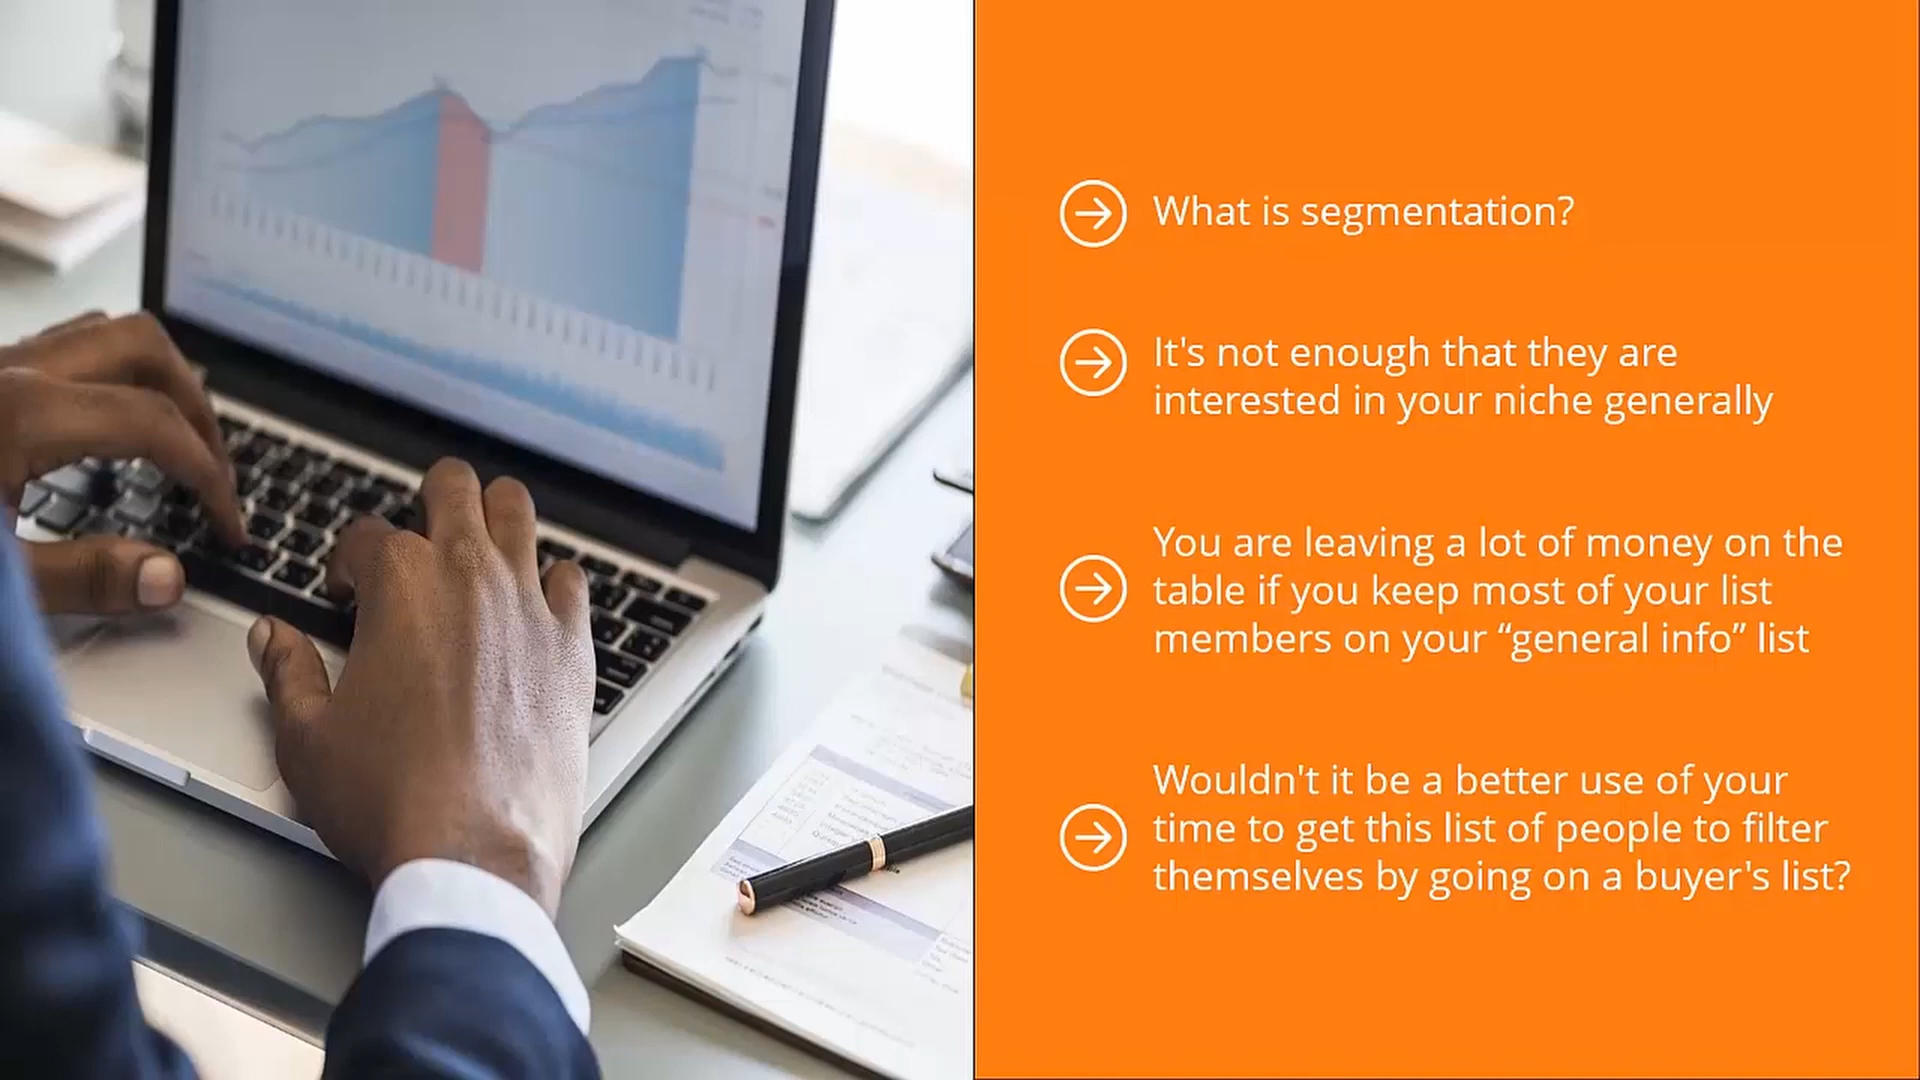 What is segmentation?
It's not enough that they are
interested in your niche generally
You are leaving a lot of money on the
table if you keep most of your list
members on your “general info” list
Wouldn't it be a better use of your
time to get this list of people to filter
themselves by going on a buyer's list?